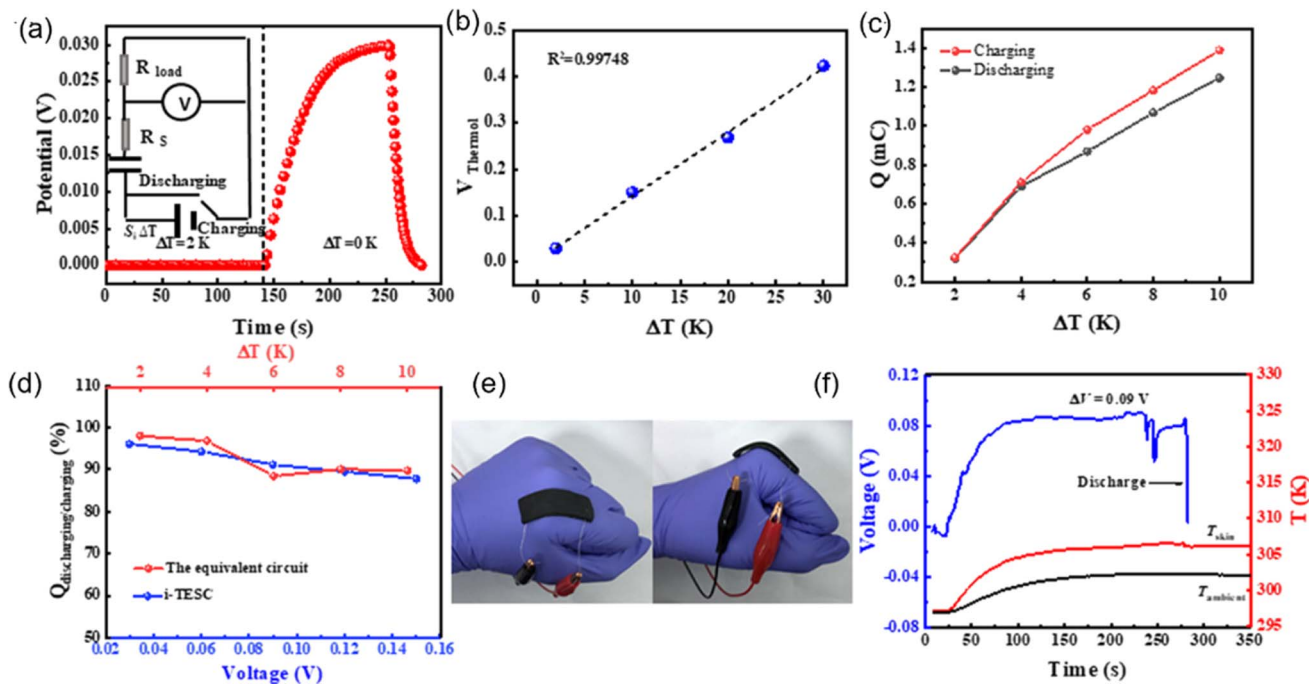 (a)
Potential (V)
0.030
0.025
0.020
0.015
0.010
0.005
0.000
R load
V
R S
Discharging
Charging
S i ΔT
ΔT=2 K
ΔT=0 K
0 50 100 150 200 250 300
Time (s)
(b)
V Thermol
0.5
0.4
0.3
0.2
0.1
0.0
R²=0.99748
0 10 20 30
ΔT (K)
(c)
Q (mC)
1.4
1.2
1.0
0.8
0.6
0.4
0.2
Charging
Discharging
2 4 6 8 10
ΔT (K)
(d)
ΔT (K)
2 4 6 8 10
Q discharging/charging (%)
110
100
90
80
70
60
50
The equivalent circuit
i-TESC
0.02 0.04 0.06 0.08 0.10 0.12 0.14 0.16
Voltage (V)
(e)
(f)
Voltage (V)
0.12
0.08
0.04
0.00
-0.04
-0.08
ΔU = 0.09 V
Discharge
T skin
T ambient
330
325
320
315
310
305
300
295
T (K)
0 50 100 150 200 250 300 350
Time (s)